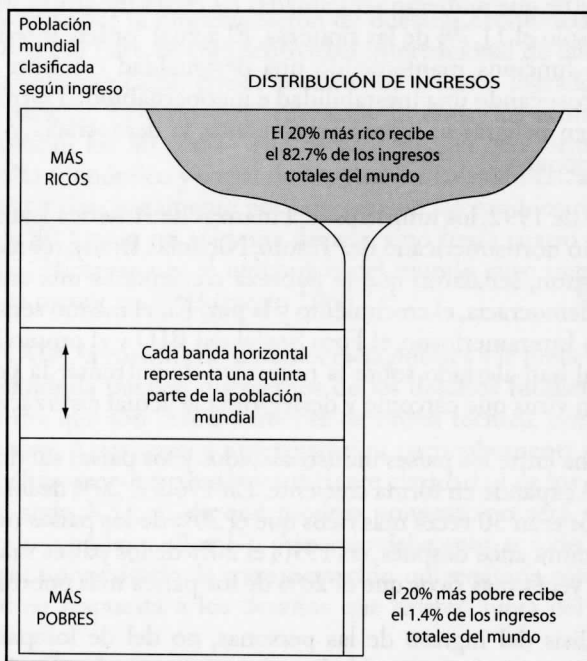 Población
mundial
clasificada
según ingreso
DISTRIBUCIÓN DE INGRESOS
MÁS
RICOS
El 20% más rico recibe
el 82.7% de los ingresos
totales del mundo
Cada banda horizontal
representa una quinta
parte de la población
mundial
MÁS
POBRES
el 20% más pobre recibe
el 1.4% de los ingresos
totales del mundo